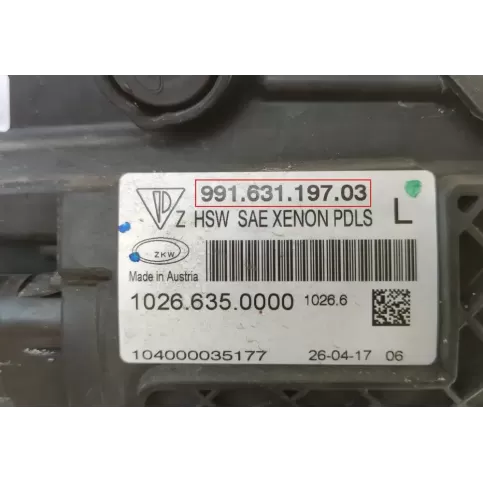 991.631.197.03
Z HSW SAE XENON PDLS L
ZKW
Made in Austria
1026.635.0000 1026.6
104000035177 26-04-17 06